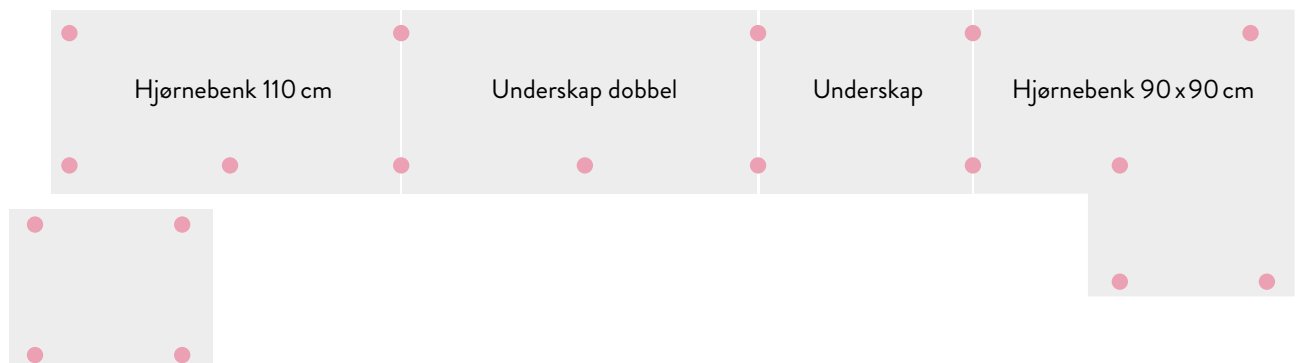 Hjørnebenk 110 cm
Underskap dobbel
Underskap
Hjørnebenk 90 x 90 cm